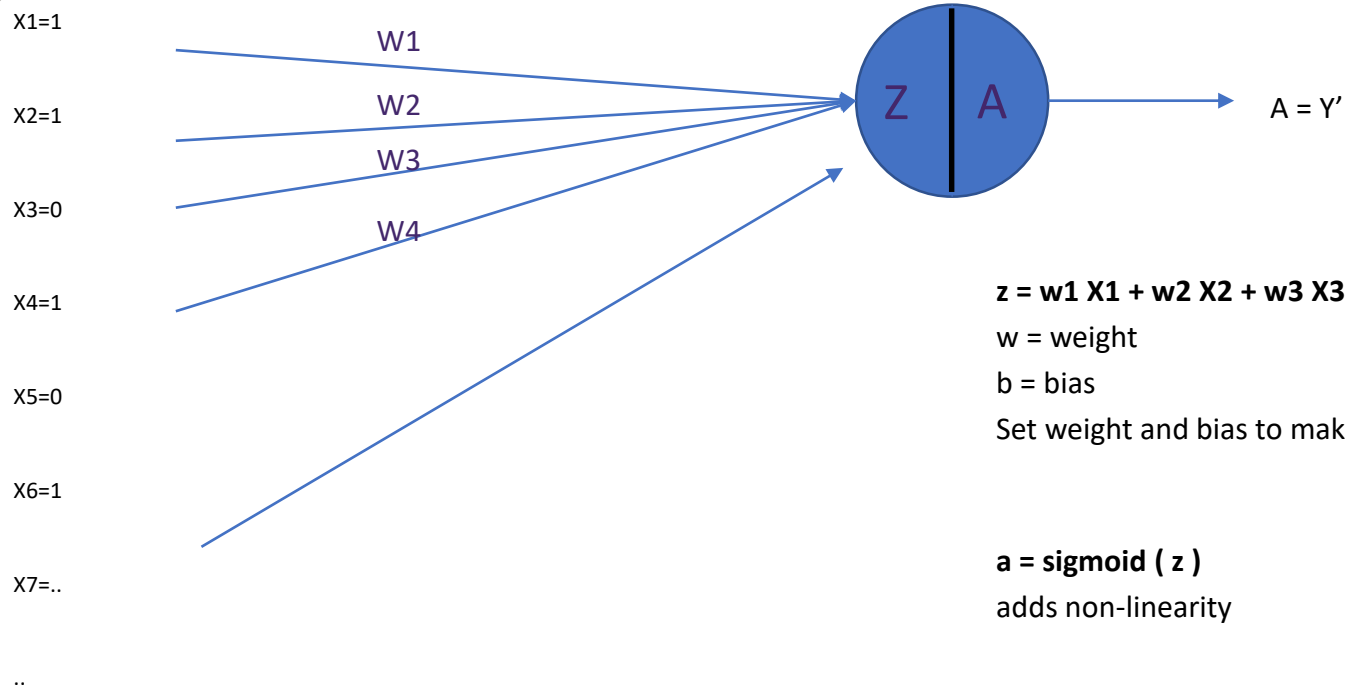 X1=1
W1
X2=1
W2
Z
A
A = Y’
W3
X3=0
W4
X4=1
z = w1 X1 + w2 X2 + w3 X3
w = weight
b = bias
X5=0
Set weight and bias to mak
X6=1
a = sigmoid ( z )
X7=..
adds non-linearity
..